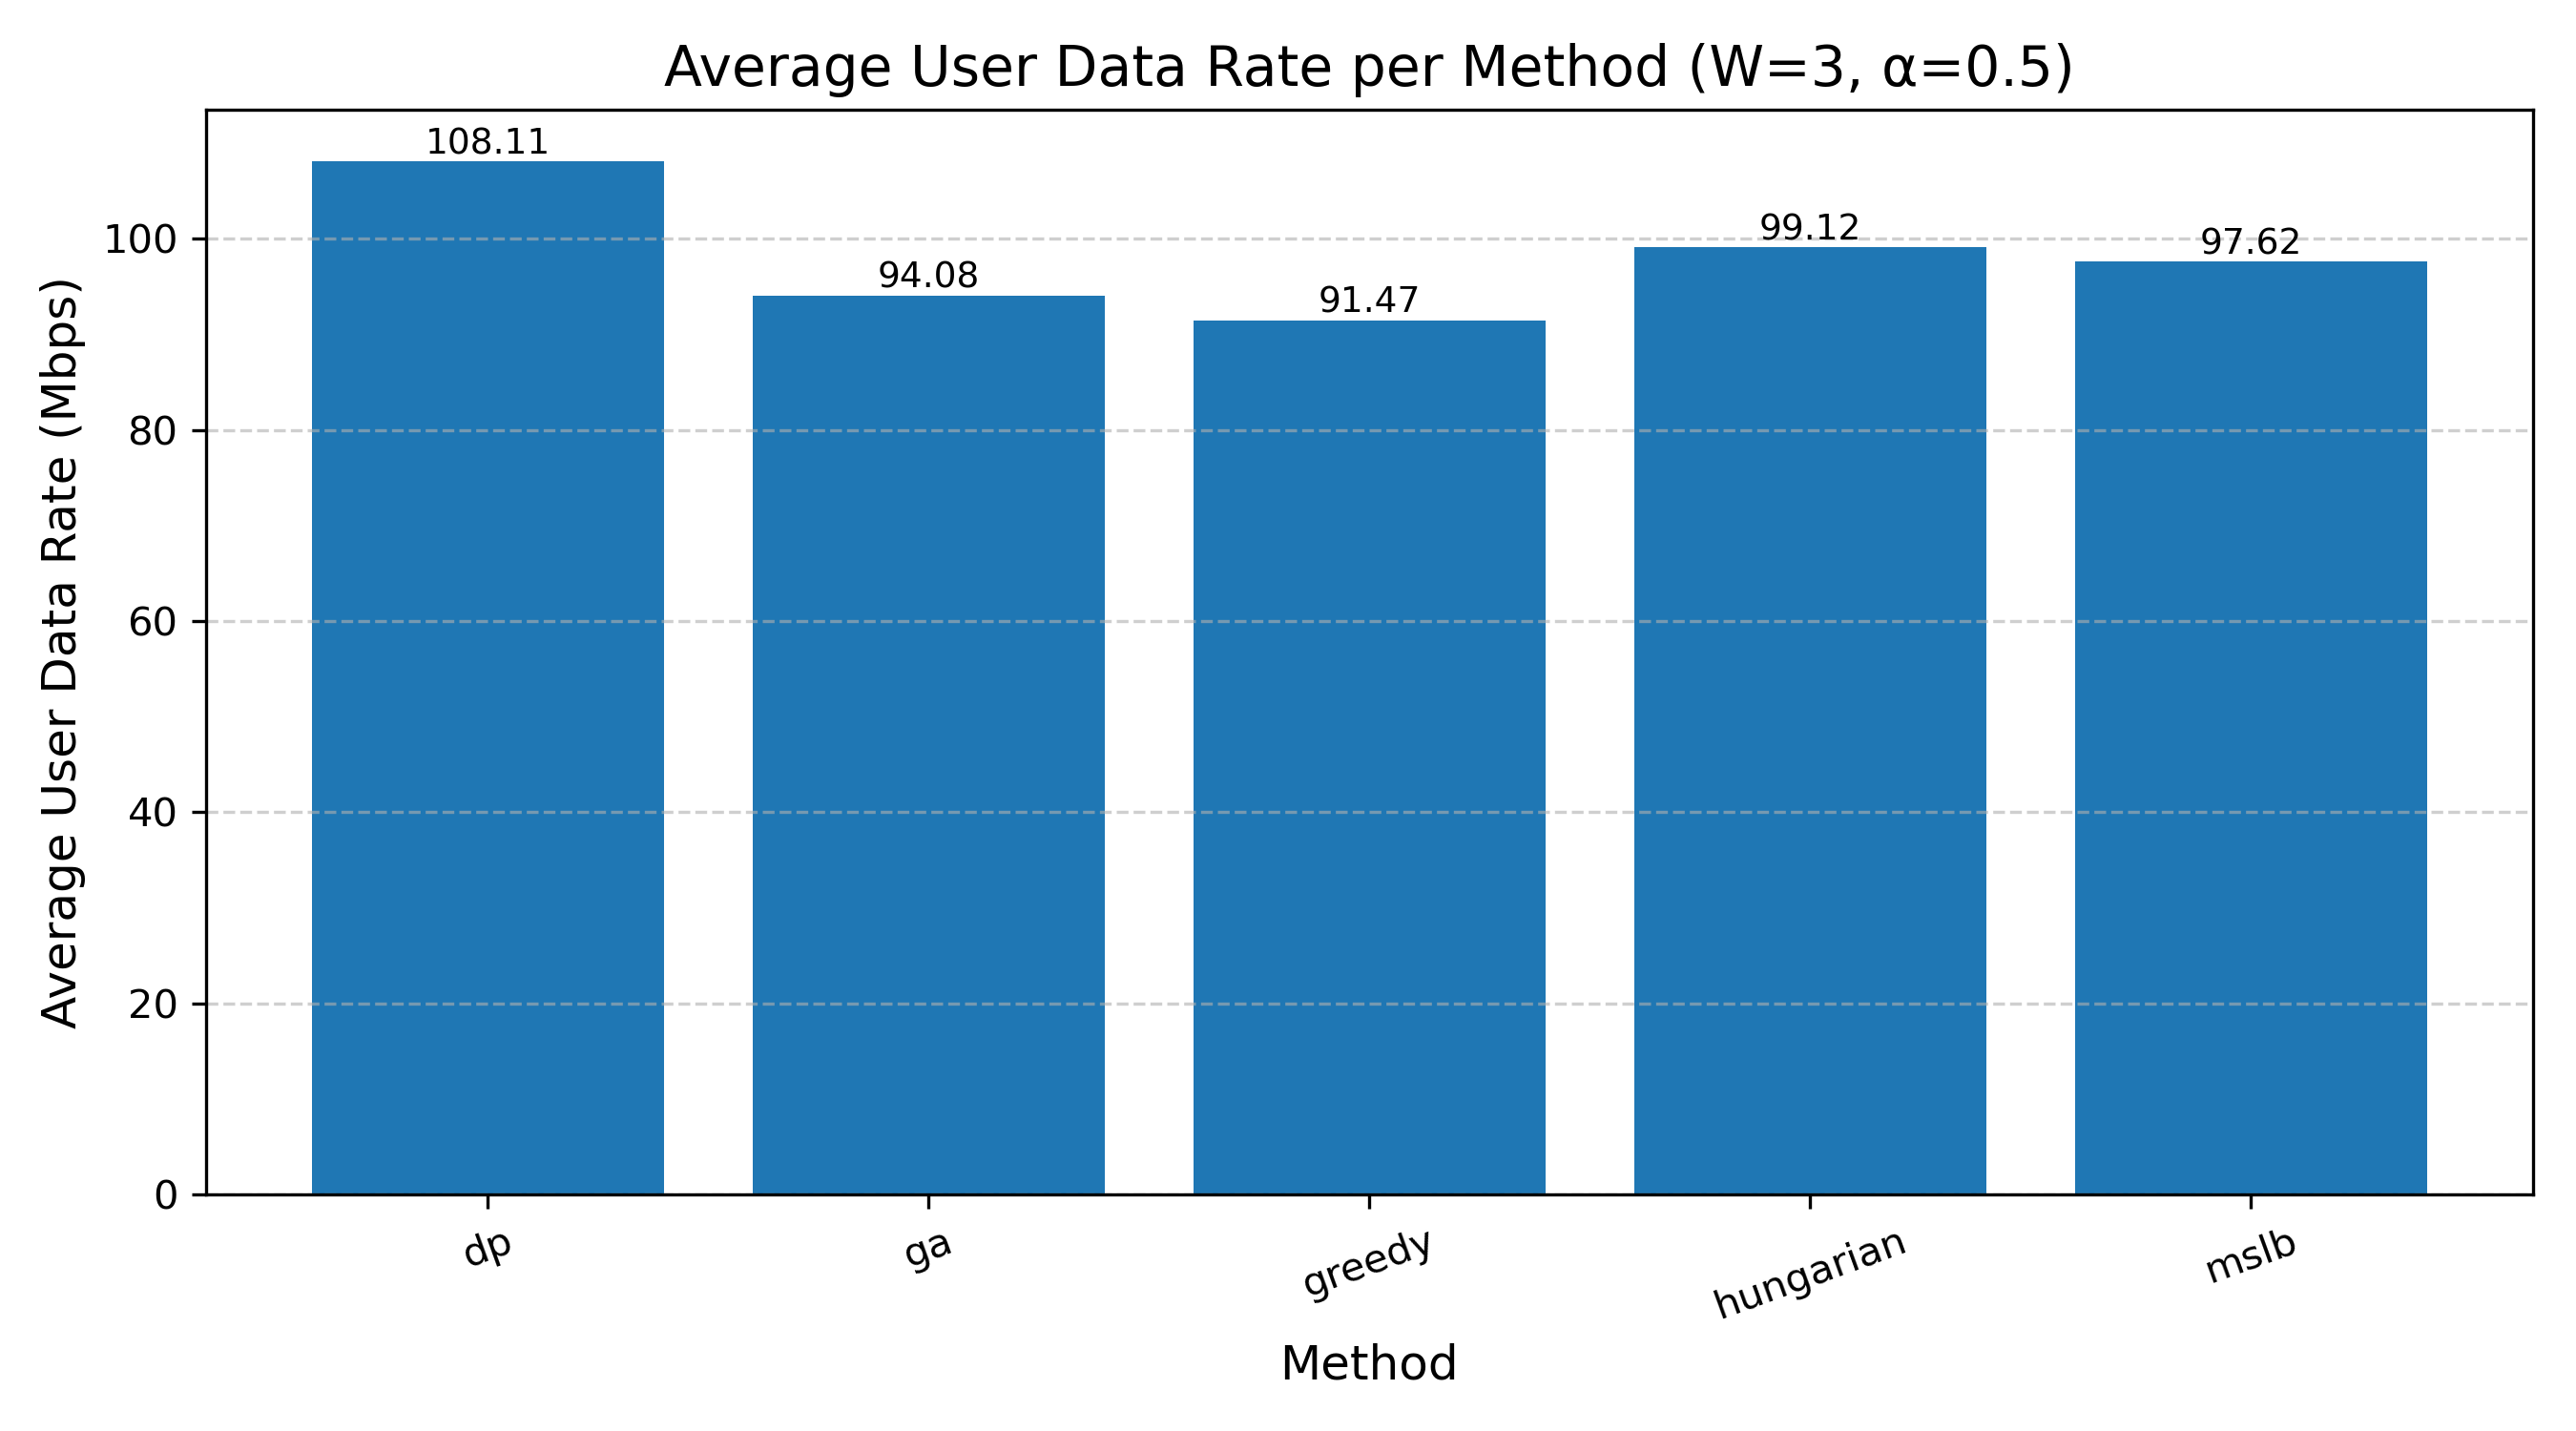 Average User Data Rate per Method (W=3, α=0.5)
Average User Data Rate (Mbps)
100
80
60
40
20
0
108.11
94.08
91.47
99.12
97.62
dp
ga
greedy
hungarian
mslb
Method